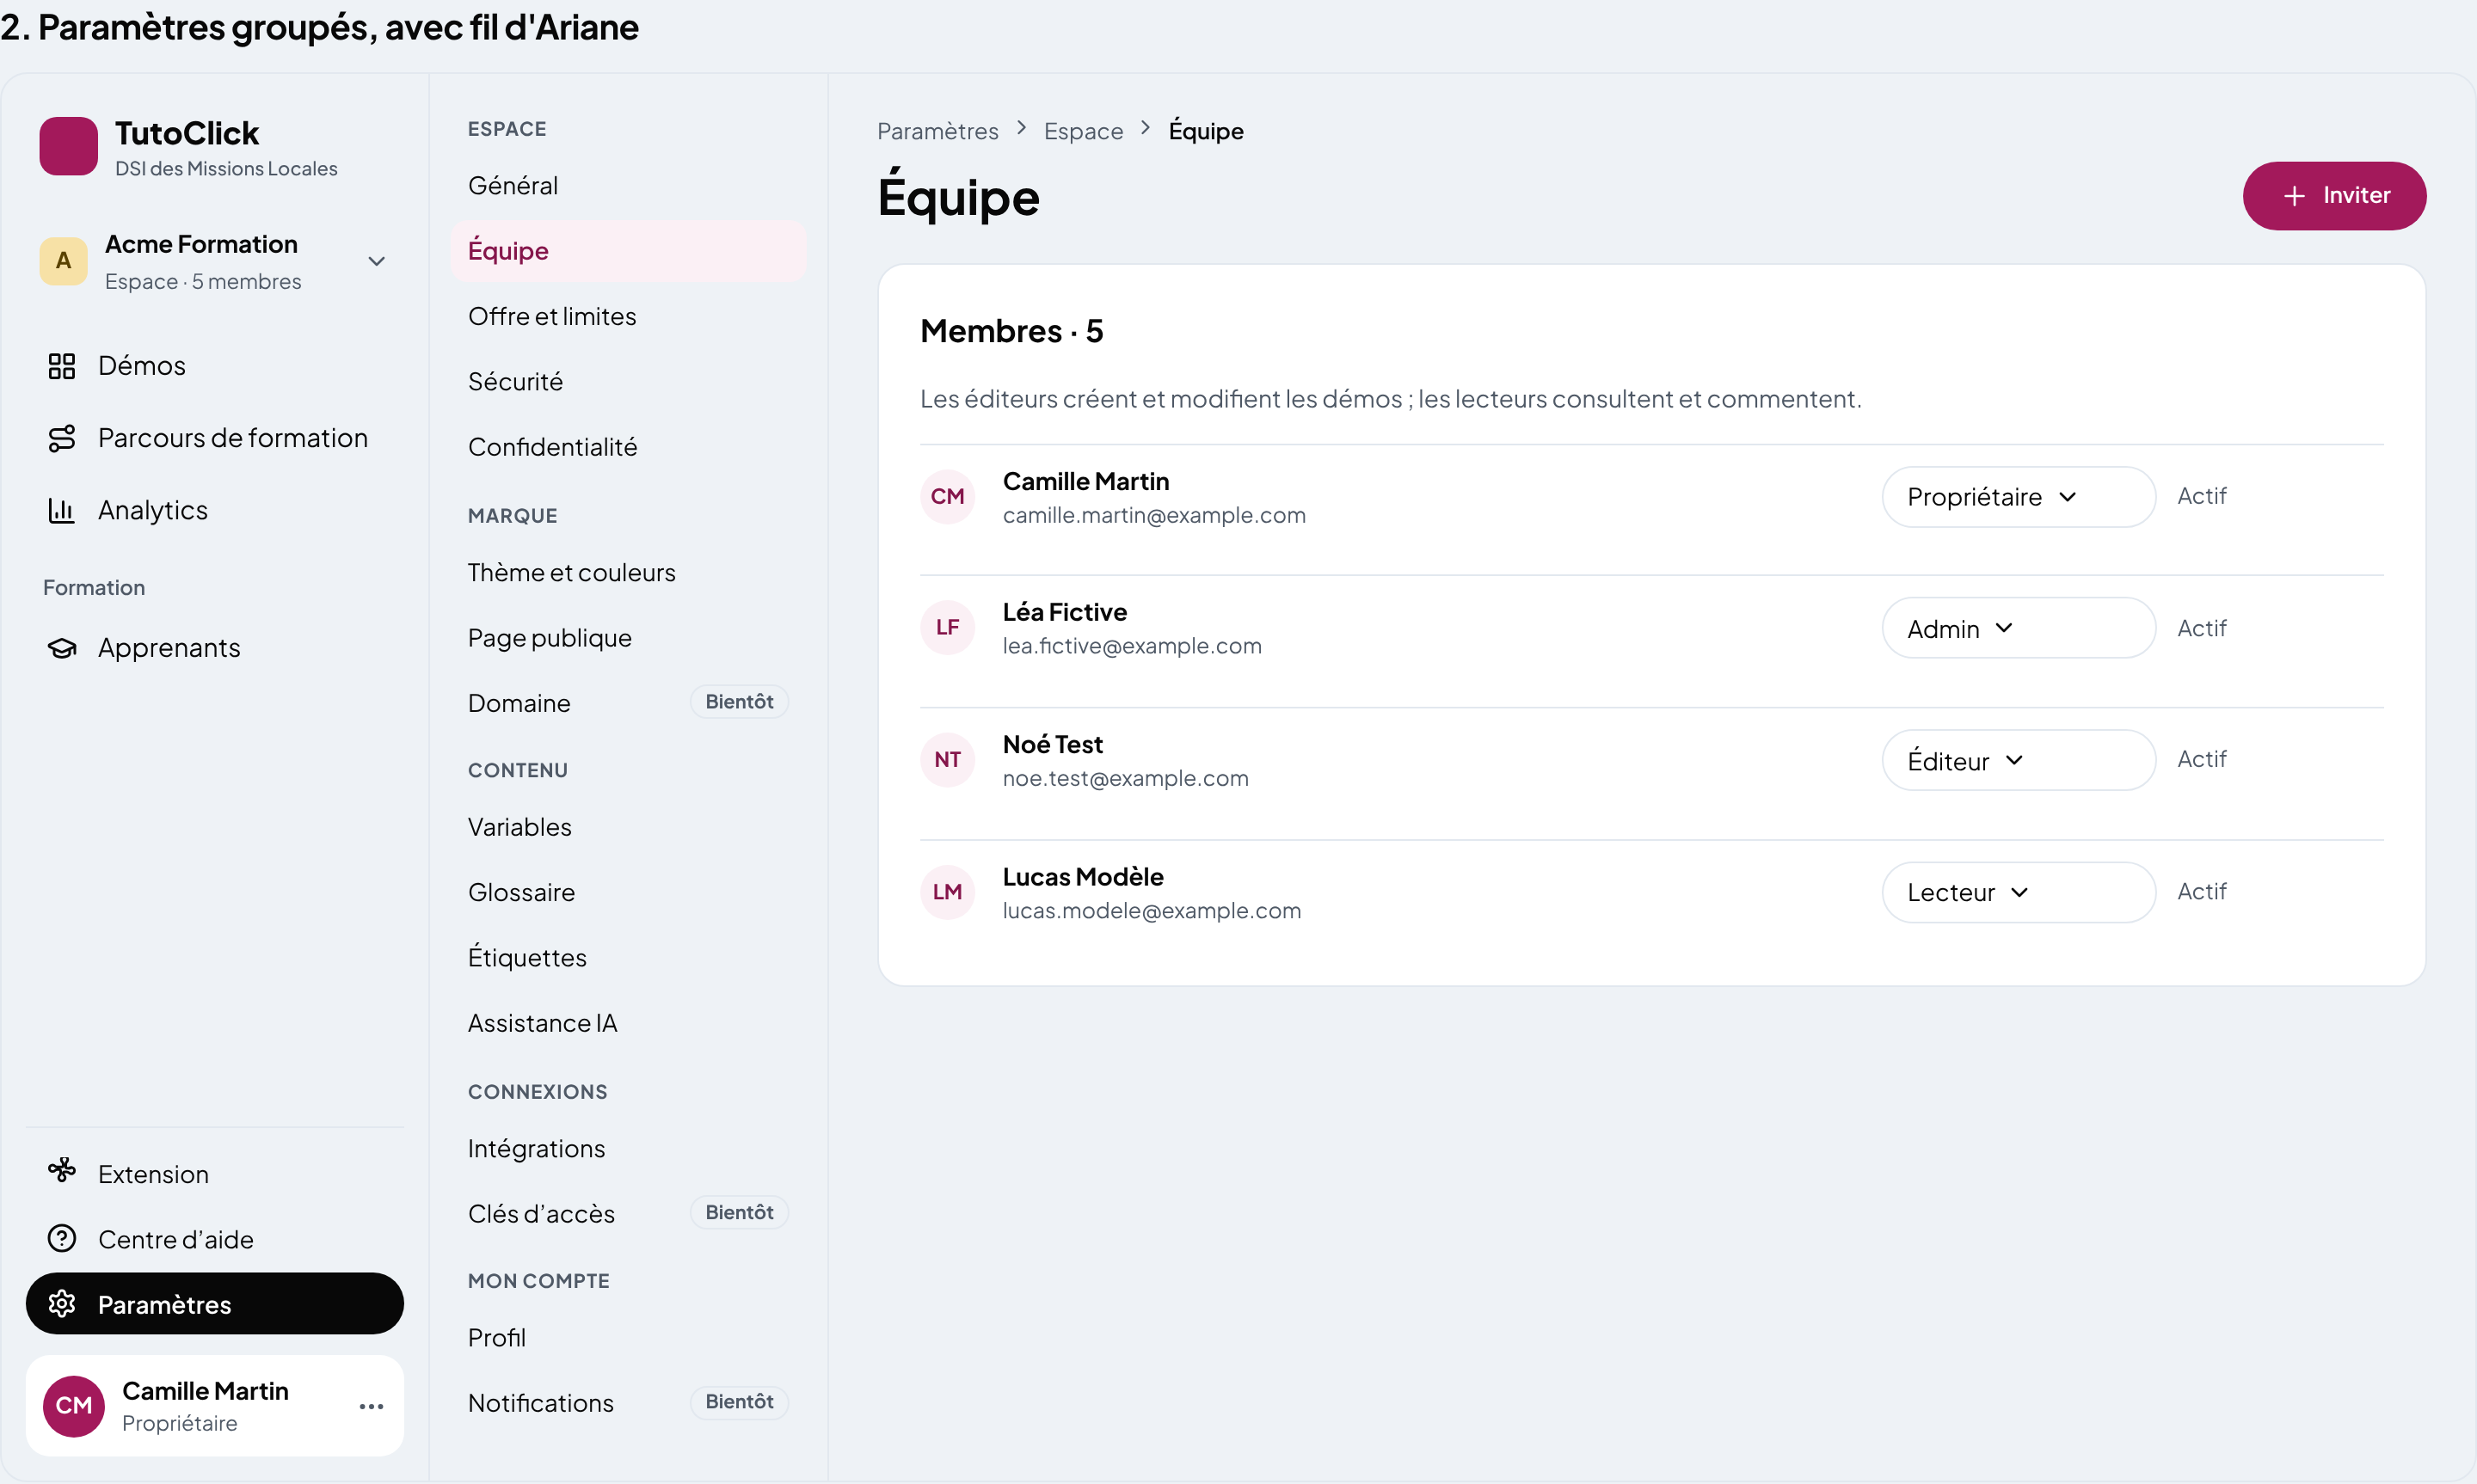 2. Paramètres groupés, avec fil d'Ariane
TutoClick
DSI des Missions Locales
A
Acme Formation
Espace · 5 membres
Démos
Parcours de formation
Analytics
Formation
Apprenants
Extension
Centre d’aide
Paramètres
CM
Camille Martin
Propriétaire
ESPACE
Général
Équipe
Offre et limites
Sécurité
Confidentialité
MARQUE
Thème et couleurs
Page publique
Domaine Bientôt
CONTENU
Variables
Glossaire
Étiquettes
Assistance IA
CONNEXIONS
Intégrations
Clés d’accès Bientôt
MON COMPTE
Profil
Notifications Bientôt
Paramètres > Espace > Équipe
Équipe
+ Inviter
Membres · 5
Les éditeurs créent et modifient les démos ; les lecteurs consultent et commentent.
CM
Camille Martin
camille.martin@example.com
Propriétaire
Actif
LF
Léa Fictive
lea.fictive@example.com
Admin
Actif
NT
Noé Test
noe.test@example.com
Éditeur
Actif
LM
Lucas Modèle
lucas.modele@example.com
Lecteur
Actif